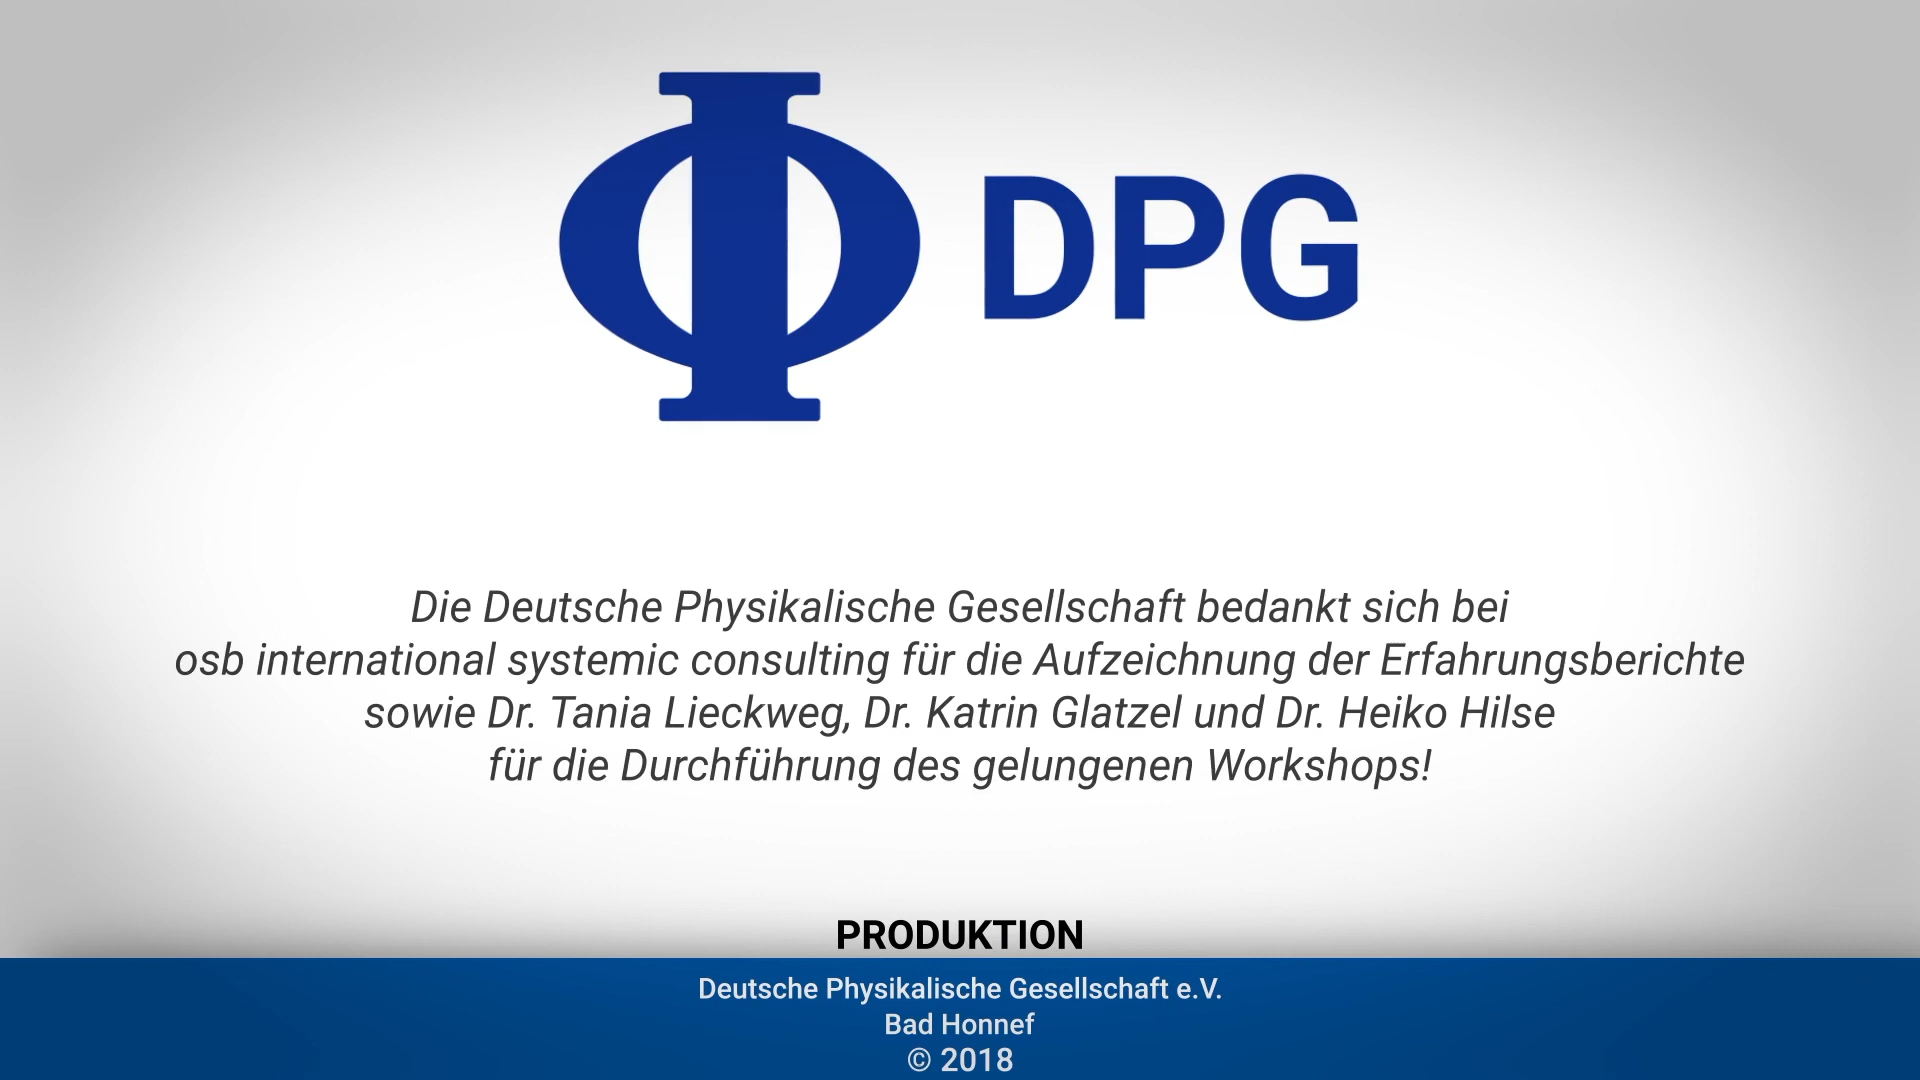 Φ DPG
Die Deutsche Physikalische Gesellschaft bedankt sich bei
osb international systemic consulting für die Aufzeichnung der Erfahrungsberichte
sowie Dr. Tania Lieckweg, Dr. Katrin Glatzel und Dr. Heiko Hilse
für die Durchführung des gelungenen Workshops!
PRODUKTION
Deutsche Physikalische Gesellschaft e.V.
Bad Honnef
© 2018